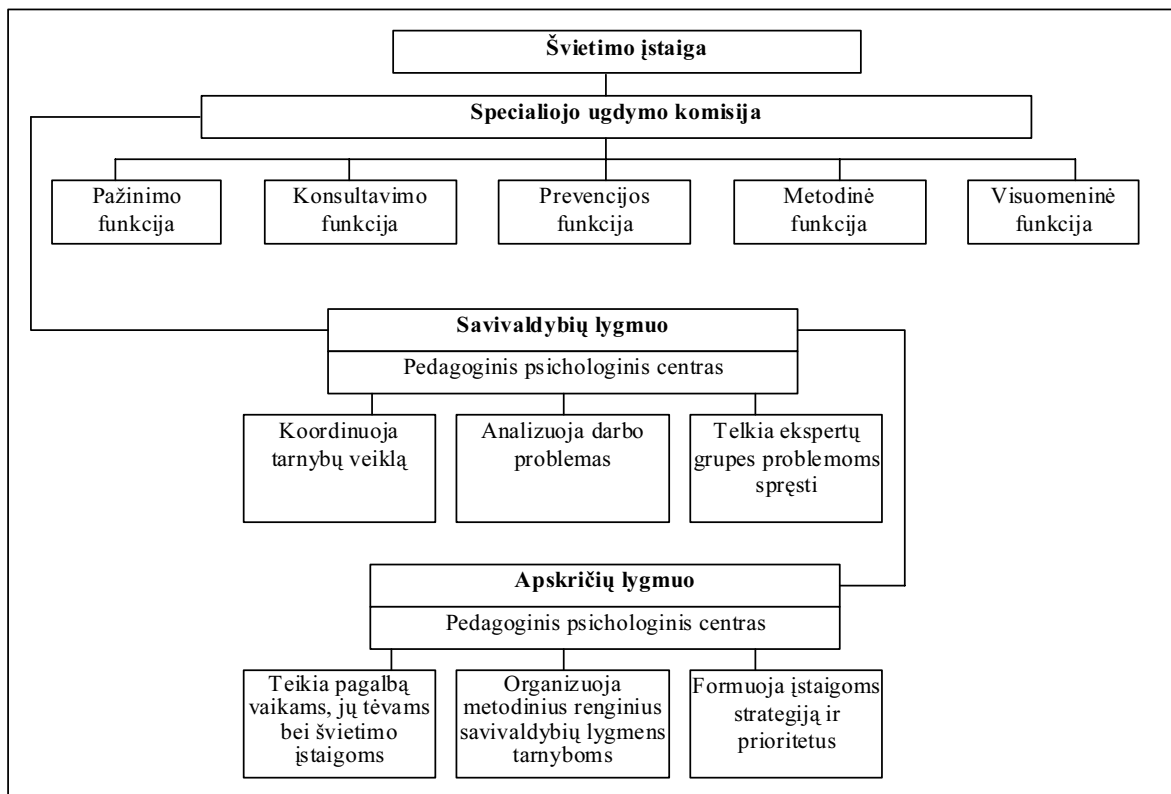 Švietimo įstaiga
Specialiojo ugdymo komisija
Pažinimo
funkcija
Konsultavimo
funkcija
Prevencijos
funkcija
Metodinė
funkcija
Visuomeninė
funkcija
Savivaldybių lygmuo
Pedagoginis psichologinis centras
Koordinuoja
tarnybų veiklą
Analizuoja darbo
problemas
Telkia ekspertų
grupes problemoms
spręsti
Apskričių lygmuo
Pedagoginis psichologinis centras
Teikia pagalbą
vaikams, jų tėvams
bei švietimo
įstaigoms
Organizuoja
metodinius renginius
savivaldybių lygmens
tarnyboms
Formuoja įstaigoms
strategiją ir
prioritetus